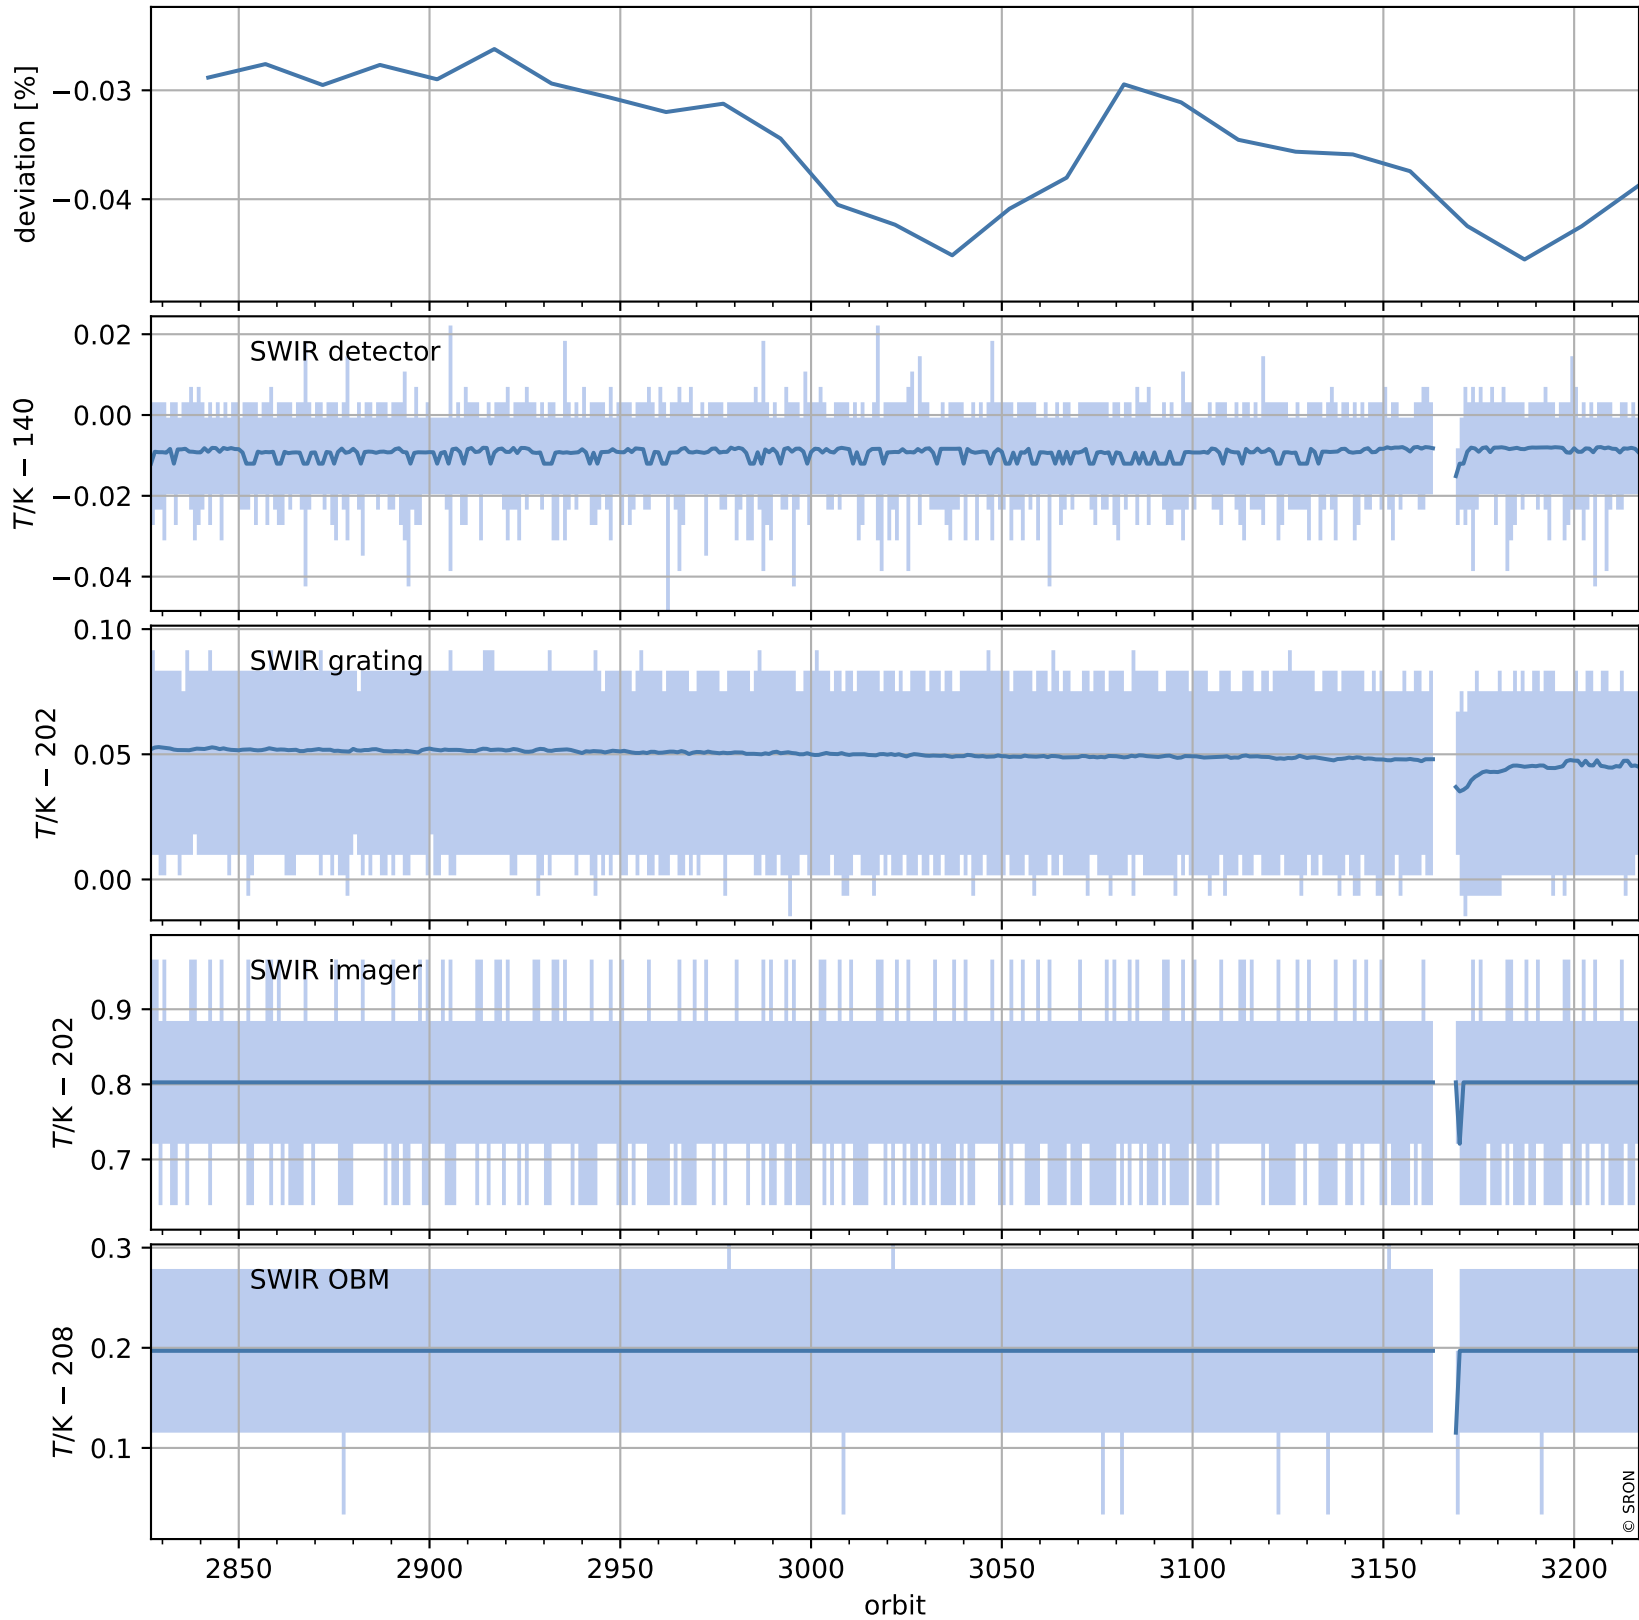 deviation [%]
−0.03
−0.04
SWIR detector
T/K − 140
0.02
0.00
−0.02
−0.04
SWIR grating
T/K − 202
0.10
0.05
0.00
SWIR imager
T/K − 202
0.9
0.8
0.7
SWIR OBM
T/K − 208
0.3
0.2
0.1
© SRON
2850 2900 2950 3000 3050 3100 3150 3200
orbit